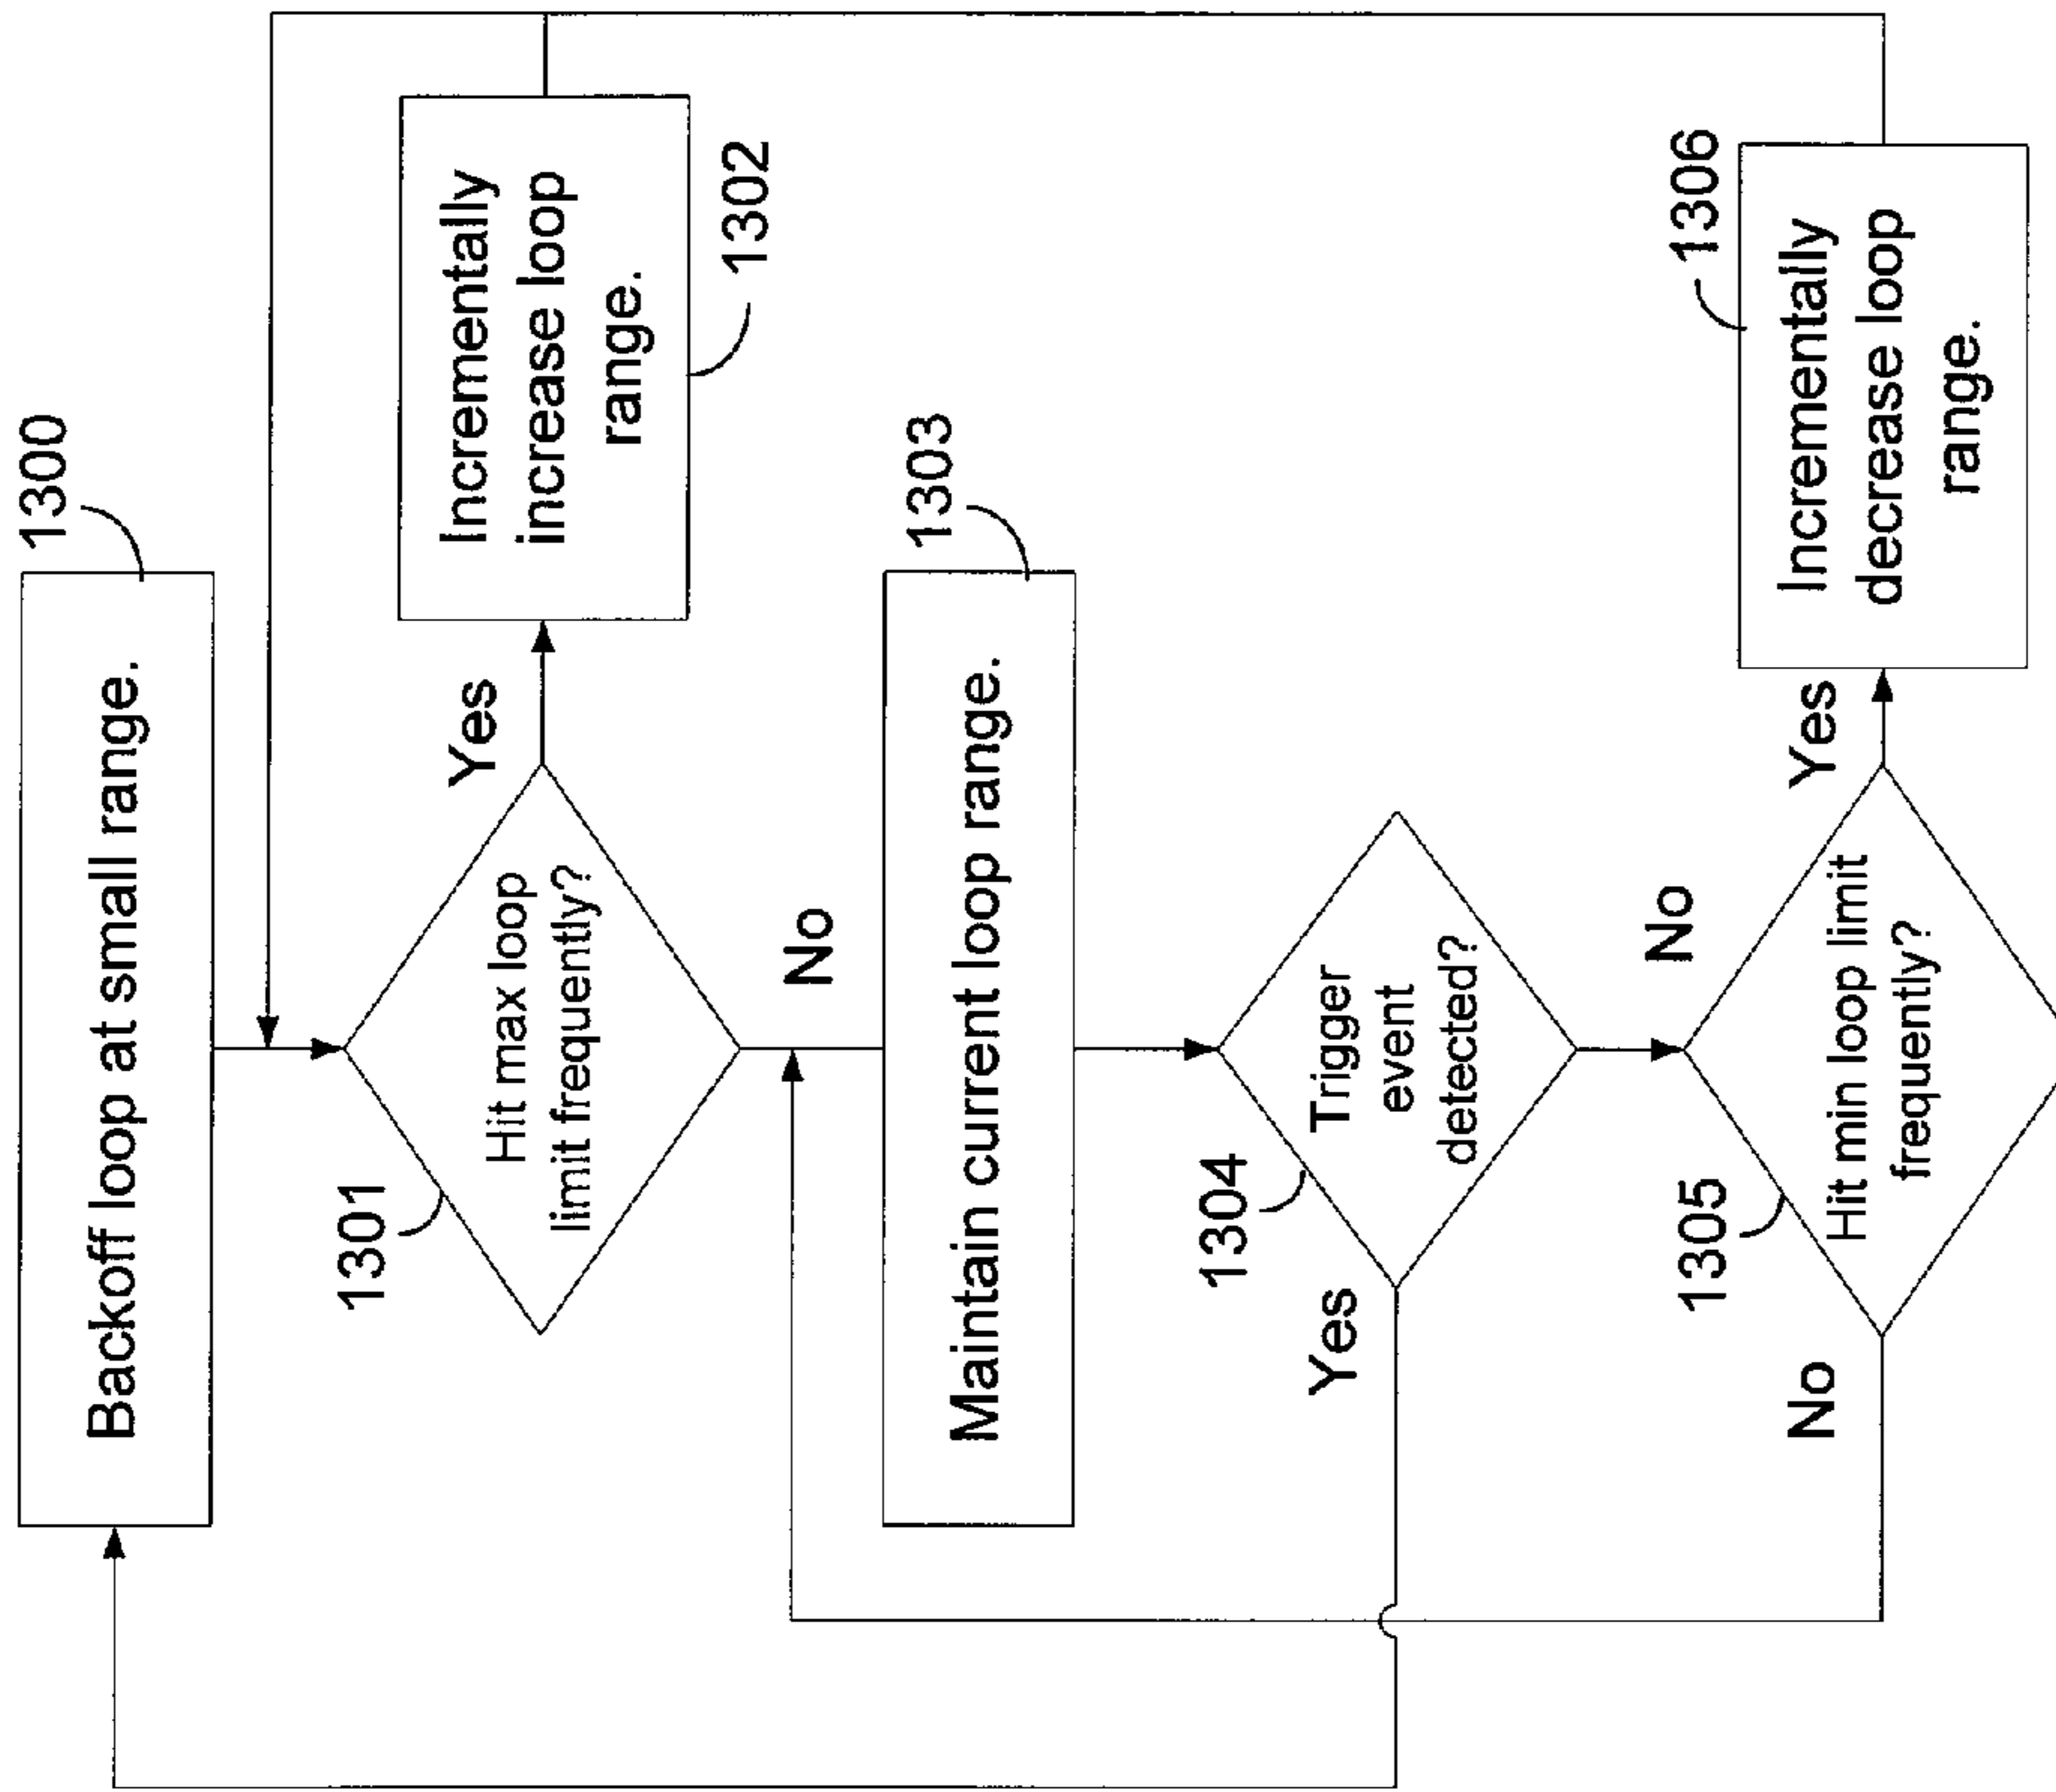 1300
Backoff loop at small range.
1301
Hit max loop
limit frequently?
Yes
Incrementally
increase loop
range.
1302
No
1303
Maintain current loop range.
1304
Trigger
event
detected?
Yes
No
1305
Hit min loop limit
frequently?
No
Yes
1306
Incrementally
decrease loop
range.